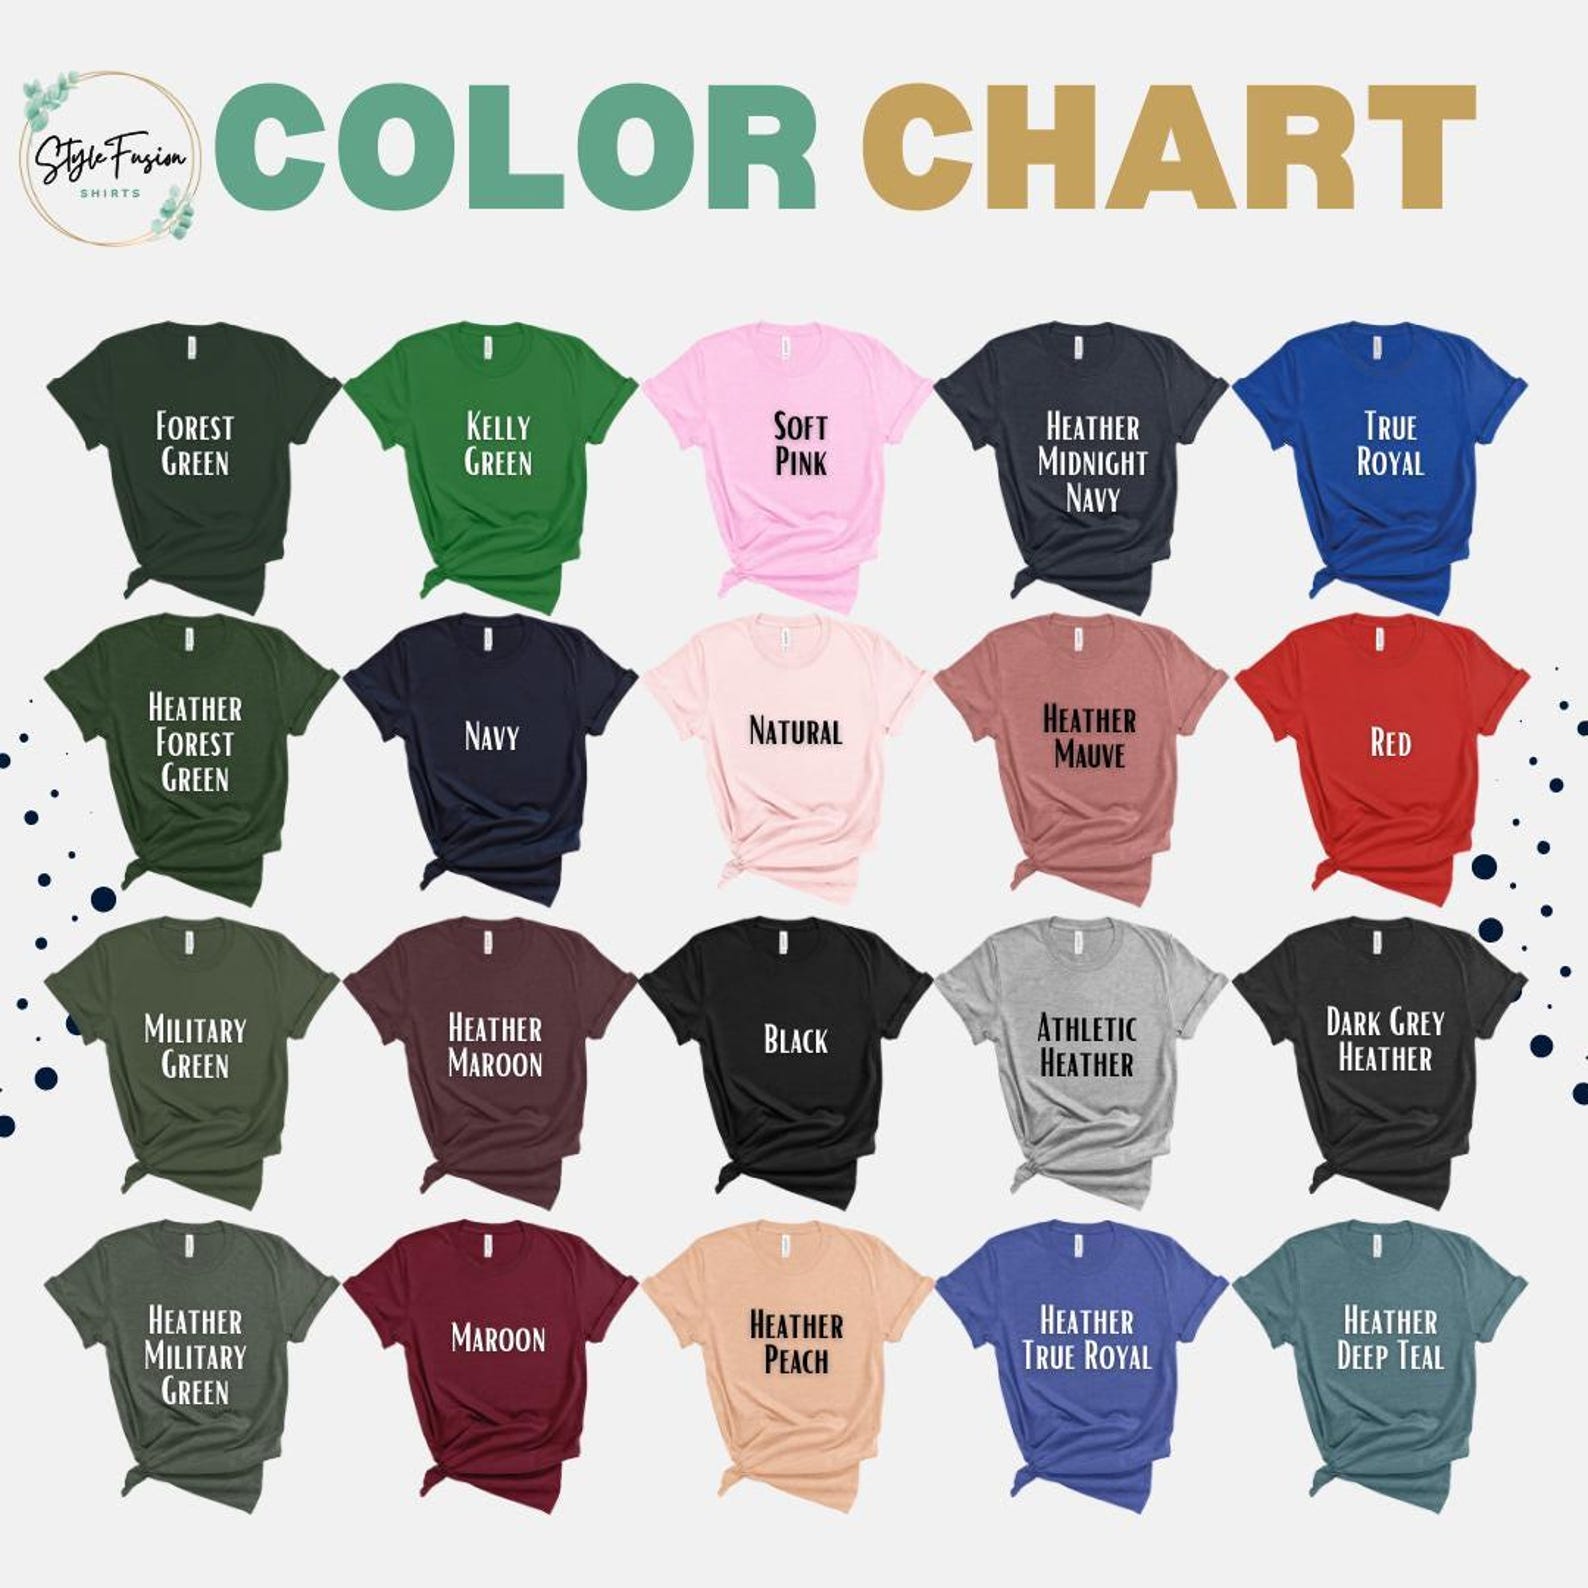 Style Fusion
SHIRTS
COLOR CHART
FOREST
GREEN
KELLY
GREEN
SOFT
PINK
HEATHER
MIDNIGHT
NAVY
TRUE
ROYAL
HEATHER
FOREST
GREEN
NAVY
NATURAL
HEATHER
MAUVE
RED
MILITARY
GREEN
HEATHER
MAROON
BLACK
ATHLETIC
HEATHER
DARK GREY
HEATHER
HEATHER
MILITARY
GREEN
MAROON
HEATHER
PEACH
HEATHER
TRUE ROYAL
HEATHER
DEEP TEAL